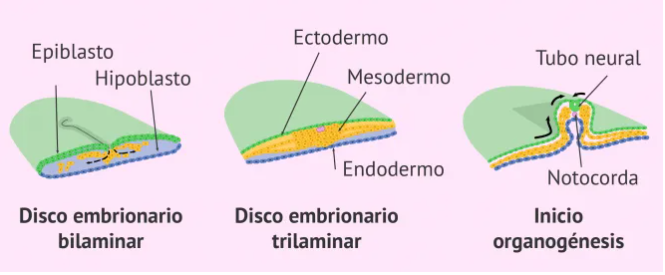 Epiblasto
Hipoblasto
Disco embrionario
bilaminar
Ectodermo
Mesodermo
Endodermo
Disco embrionario
trilaminar
Tubo neural
Notocorda
Inicio
organogénesis